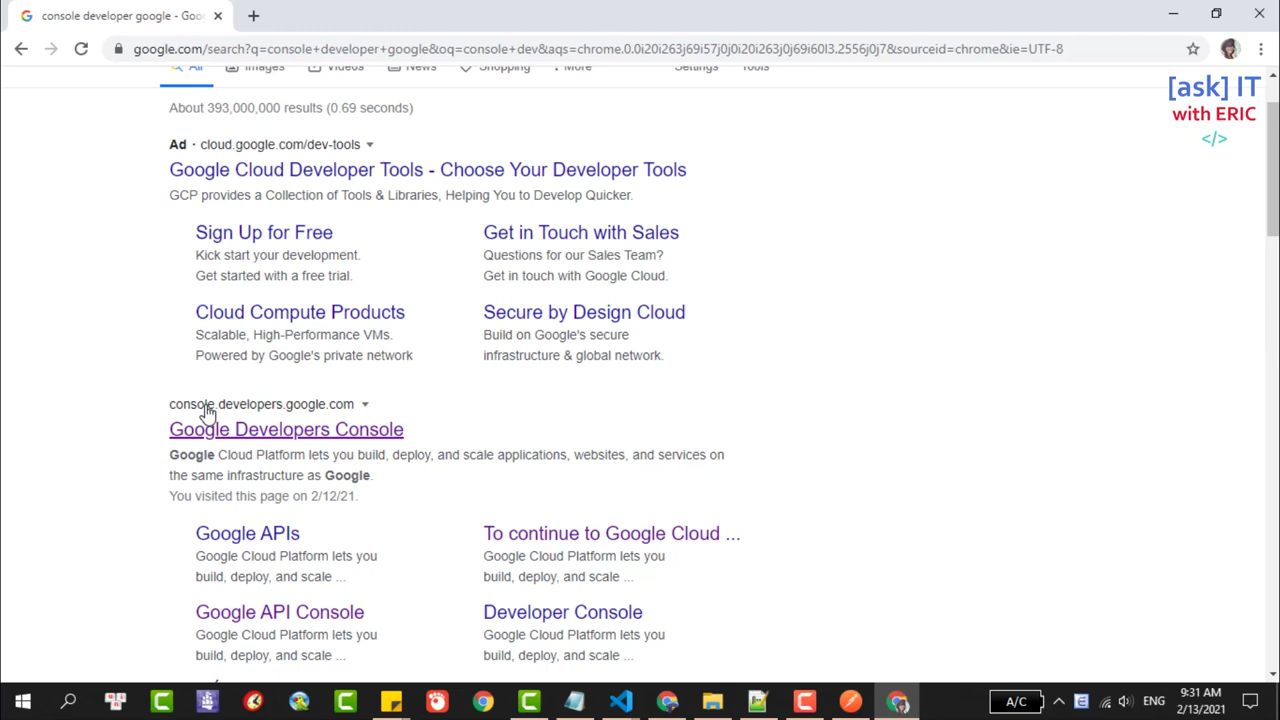 console developer google - Goo
google.com/search?q=console+developer+google&oq=console+dev&aqs=chrome.0.0i20i263j69i57j0j0i20i263j0j69i60l3.2556j0j7&sourceid=chrome&ie=UTF-8
All Images Videos News Shopping More Settings Tools
[ask] IT
with ERIC
</>
About 393,000,000 results (0.69 seconds)
Ad · cloud.google.com/dev-tools
Google Cloud Developer Tools - Choose Your Developer Tools
GCP provides a Collection of Tools & Libraries, Helping You to Develop Quicker.
Sign Up for Free
Kick start your development.
Get started with a free trial.
Get in Touch with Sales
Questions for our Sales Team?
Get in touch with Google Cloud.
Cloud Compute Products
Scalable, High-Performance VMs.
Powered by Google's private network
Secure by Design Cloud
Build on Google's secure
infrastructure & global network.
console.developers.google.com
Google Developers Console
Google Cloud Platform lets you build, deploy, and scale applications, websites, and services on
the same infrastructure as Google.
You visited this page on 2/12/21.
Google APIs
Google Cloud Platform lets you
build, deploy, and scale ...
To continue to Google Cloud ...
Google Cloud Platform lets you
build, deploy, and scale ...
Google API Console
Google Cloud Platform lets you
build, deploy, and scale ...
Developer Console
Google Cloud Platform lets you
build, deploy, and scale ...
A/C
ENG
9:31 AM
2/13/2021